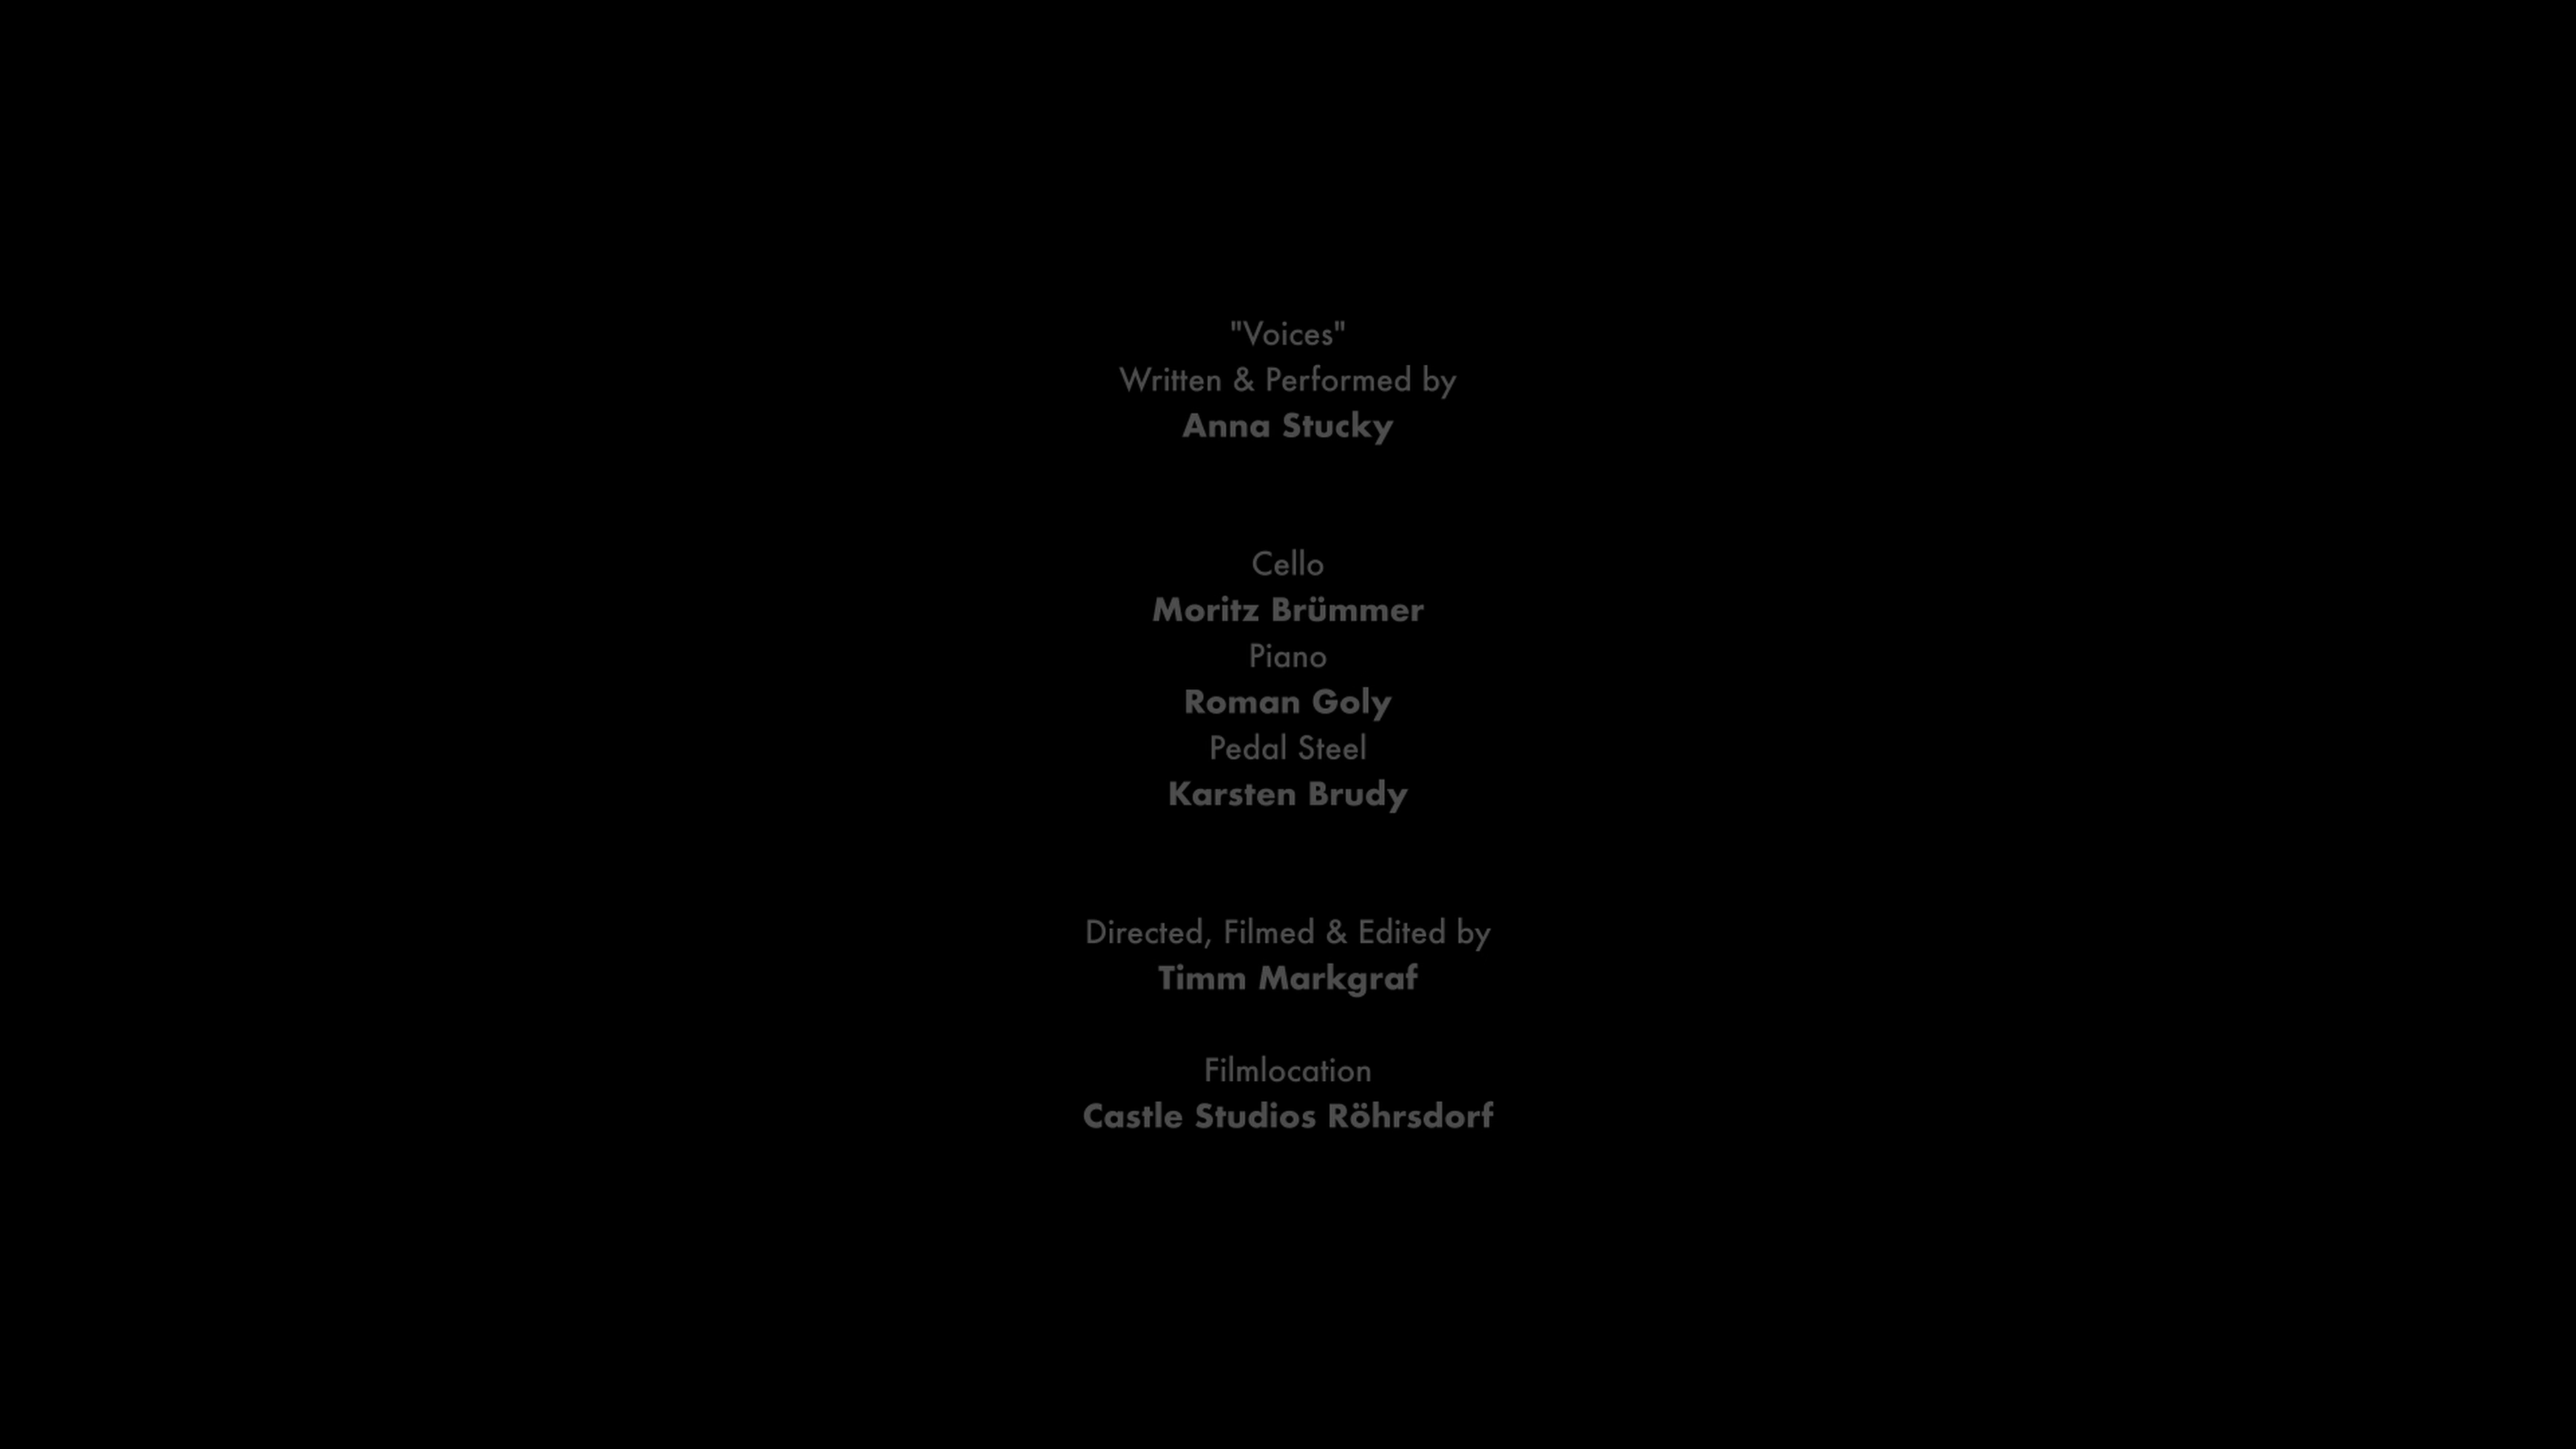 "Voices"
Written & Performed by
Anna Stucky
Cello
Moritz Brümmer
Piano
Roman Goly
Pedal Steel
Karsten Brudy
Directed, Filmed & Edited by
Timm Markgraf
Filmlocation
Castle Studios Röhrsdorf